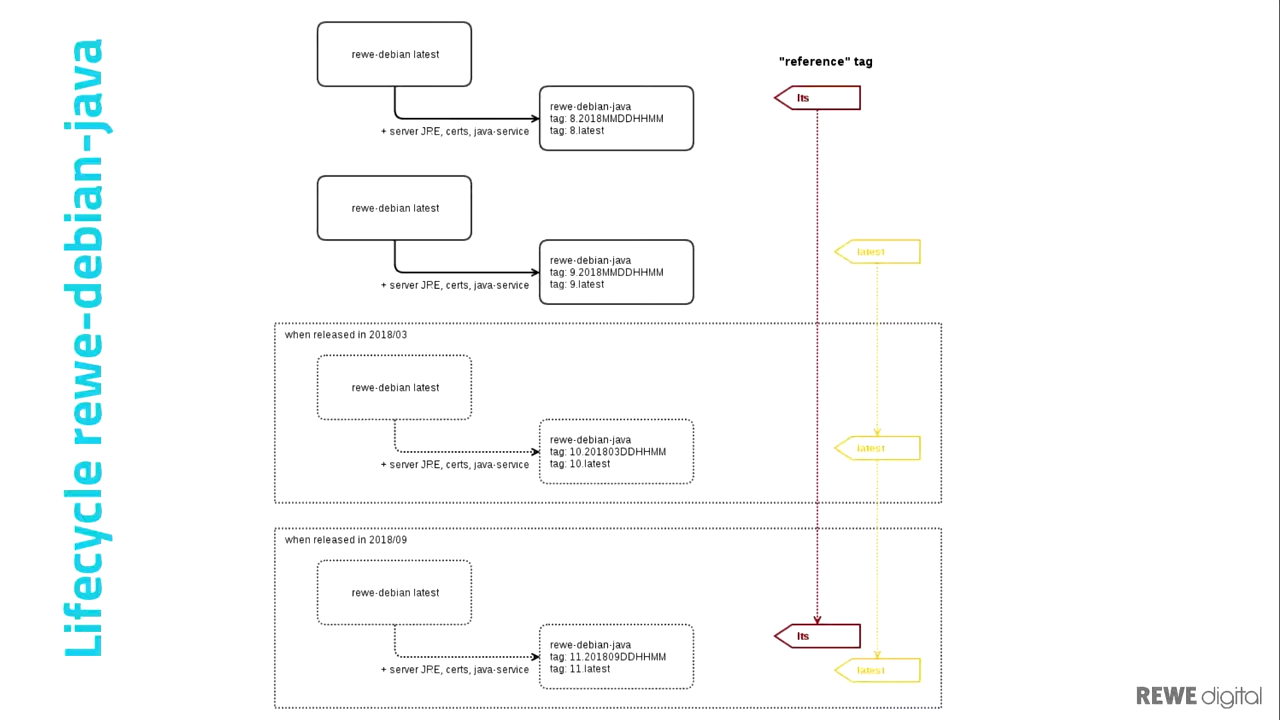 Lifecycle rewe-debian-java
rewe-debian latest
"reference" tag
lts
rewe-debian-java
tag: 8.2018MMDDHHMM
tag: 8.latest
+ server JRE, certs, java-service
rewe-debian latest
latest
rewe-debian-java
tag: 9.2018MMDDHHMM
tag: 9.latest
+ server JRE, certs, java-service
when released in 2018/03
rewe-debian latest
rewe-debian-java
tag: 10.201803DDHHMM
tag: 10.latest
latest
+ server JRE, certs, java-service
when released in 2018/09
rewe-debian latest
rewe-debian-java
tag: 11.201809DDHHMM
tag: 11.latest
lts
+ server JRE, certs, java-service
latest
REWE digital